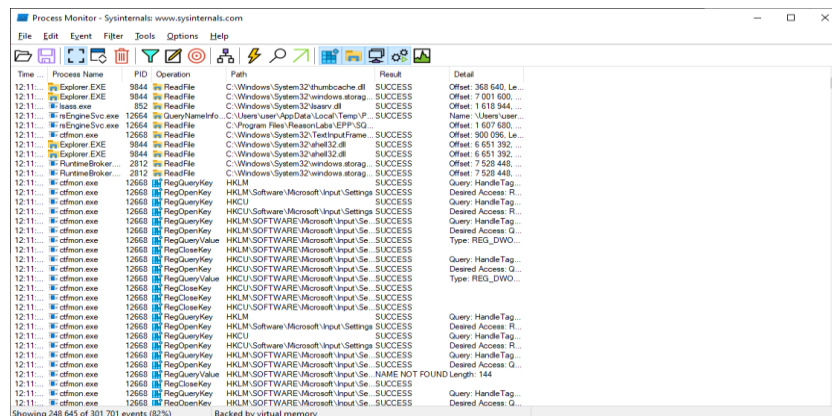 Process Monitor - Sysinternals: www.sysinternals.com
File Edit Event Filter Tools Options Help
Time ... Process Name PID Operation Path Result Detail
12:11:... Explorer.EXE 9844 ReadFile C:\Windows\System32\thumbcache.dll SUCCESS Offset: 368 640, Le...
12:11:... Explorer.EXE 9844 ReadFile C:\Windows\System32\windows.storag... SUCCESS Offset: 7 001 600, ...
12:11:... lsass.exe 852 ReadFile C:\Windows\System32\lsasrv.dll SUCCESS Offset: 1 618 944, ...
12:11:... rsEngineSvc.exe 12664 QueryNameInfo... C:\Users\user\AppData\Local\Temp\P... SUCCESS Name: \Users\user...
12:11:... rsEngineSvc.exe 12664 ReadFile C:\Program Files\ReasonLabs\EPP\SQ... SUCCESS Offset: 1 607 680, ...
12:11:... ctfmon.exe 12668 ReadFile C:\Windows\System32\TextInputFrame... SUCCESS Offset: 900 096, Le...
12:11:... Explorer.EXE 9844 ReadFile C:\Windows\System32\shell32.dll SUCCESS Offset: 6 651 392, ...
12:11:... Explorer.EXE 9844 ReadFile C:\Windows\System32\shell32.dll SUCCESS Offset: 6 651 392, ...
12:11:... RuntimeBroker.... 2812 ReadFile C:\Windows\System32\windows.storag... SUCCESS Offset: 7 528 448, ...
12:11:... RuntimeBroker.... 2812 ReadFile C:\Windows\System32\windows.storag... SUCCESS Offset: 7 528 448, ...
12:11:... ctfmon.exe 12668 RegQueryKey HKLM SUCCESS Query: HandleTag...
12:11:... ctfmon.exe 12668 RegOpenKey HKLM\Software\Microsoft\Input\Settings SUCCESS Desired Access: R...
12:11:... ctfmon.exe 12668 RegQueryKey HKCU SUCCESS Query: HandleTag...
12:11:... ctfmon.exe 12668 RegOpenKey HKCU\Software\Microsoft\Input\Settings SUCCESS Desired Access: R...
12:11:... ctfmon.exe 12668 RegQueryKey HKLM\SOFTWARE\Microsoft\Input\Se... SUCCESS Query: HandleTag...
12:11:... ctfmon.exe 12668 RegOpenKey HKLM\SOFTWARE\Microsoft\Input\Se... SUCCESS Desired Access: Q...
12:11:... ctfmon.exe 12668 RegQueryValue HKLM\SOFTWARE\Microsoft\Input\Se... SUCCESS Type: REG_DWO...
12:11:... ctfmon.exe 12668 RegCloseKey HKLM\SOFTWARE\Microsoft\Input\Se... SUCCESS
12:11:... ctfmon.exe 12668 RegQueryKey HKCU\SOFTWARE\Microsoft\Input\Se... SUCCESS Query: HandleTag...
12:11:... ctfmon.exe 12668 RegOpenKey HKCU\SOFTWARE\Microsoft\Input\Se... SUCCESS Desired Access: Q...
12:11:... ctfmon.exe 12668 RegQueryValue HKCU\SOFTWARE\Microsoft\Input\Se... SUCCESS Type: REG_DWO...
12:11:... ctfmon.exe 12668 RegCloseKey HKCU\SOFTWARE\Microsoft\Input\Se... SUCCESS
12:11:... ctfmon.exe 12668 RegCloseKey HKLM\SOFTWARE\Microsoft\Input\Se... SUCCESS
12:11:... ctfmon.exe 12668 RegCloseKey HKCU\SOFTWARE\Microsoft\Input\Se... SUCCESS
12:11:... ctfmon.exe 12668 RegQueryKey HKLM SUCCESS Query: HandleTag...
12:11:... ctfmon.exe 12668 RegOpenKey HKLM\Software\Microsoft\Input\Settings SUCCESS Desired Access: R...
12:11:... ctfmon.exe 12668 RegQueryKey HKCU SUCCESS Query: HandleTag...
12:11:... ctfmon.exe 12668 RegOpenKey HKCU\Software\Microsoft\Input\Settings SUCCESS Desired Access: R...
12:11:... ctfmon.exe 12668 RegQueryKey HKLM\SOFTWARE\Microsoft\Input\Se... SUCCESS Query: HandleTag...
12:11:... ctfmon.exe 12668 RegOpenKey HKLM\SOFTWARE\Microsoft\Input\Se... SUCCESS Desired Access: Q...
12:11:... ctfmon.exe 12668 RegQueryValue HKLM\SOFTWARE\Microsoft\Input\Se... NAME NOT FOUND Length: 144
12:11:... ctfmon.exe 12668 RegCloseKey HKLM\SOFTWARE\Microsoft\Input\Se... SUCCESS
12:11:... ctfmon.exe 12668 RegQueryKey HKCU\SOFTWARE\Microsoft\Input\Se... SUCCESS Query: HandleTag...
12:11:... ctfmon.exe 12668 RegOpenKey HKCU\SOFTWARE\Microsoft\Input\Se... SUCCESS Desired Access: Q...
Showing 248 645 of 301 701 events (82%) Backed by virtual memory